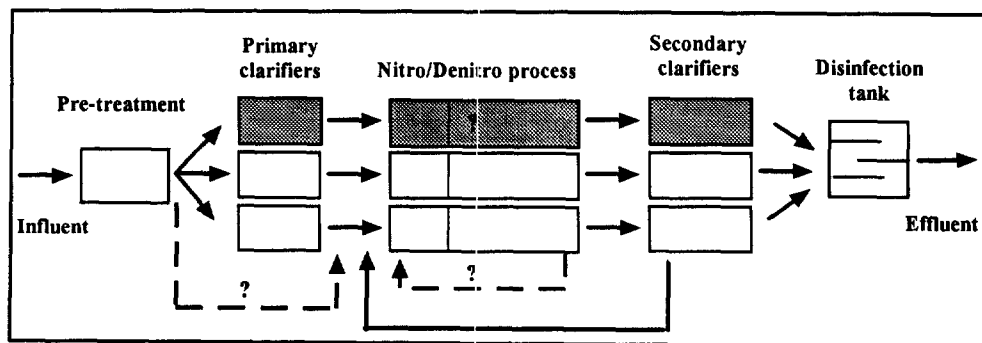 Primary
clarifiers
Nitro/Denitro process
Secondary
clarifiers
Disinfection
tank
Pre-treatment
?
Influent
Effluent
?
?